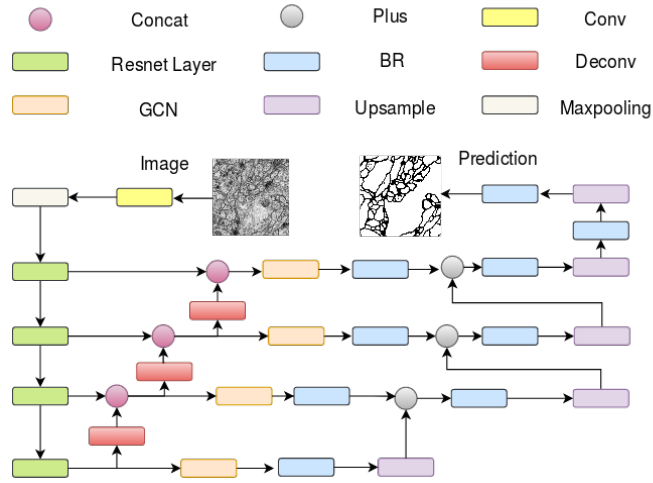 Concat
Plus
Conv
Resnet Layer
BR
Deconv
GCN
Upsample
Maxpooling
Image
Prediction